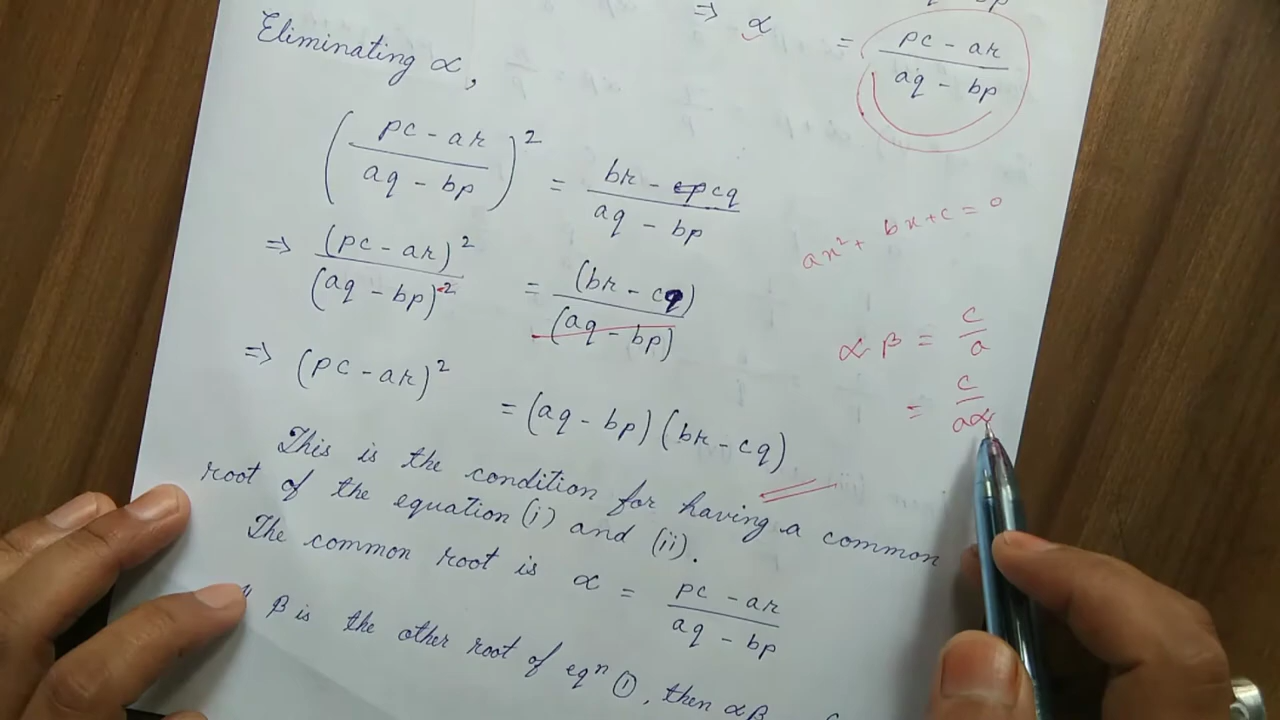 ⇒ α = (pc - ar)/(aq - bp)
Eliminating α,
((pc - ar)/(aq - bp))² = (br - cq)/(aq - bp)
⇒ (pc - ar)²/(aq - bp)² = (br - cq)/(aq - bp)
⇒ (pc - ar)² = (aq - bp)(br - cq)
ax² + bx + c = 0
αβ = c/a
= c/aα
This is the condition for having a common
root of the equation (i) and (ii).
The common root is α = (pc - ar)/(aq - bp)
β is the other root of eqⁿ ①, then αβ